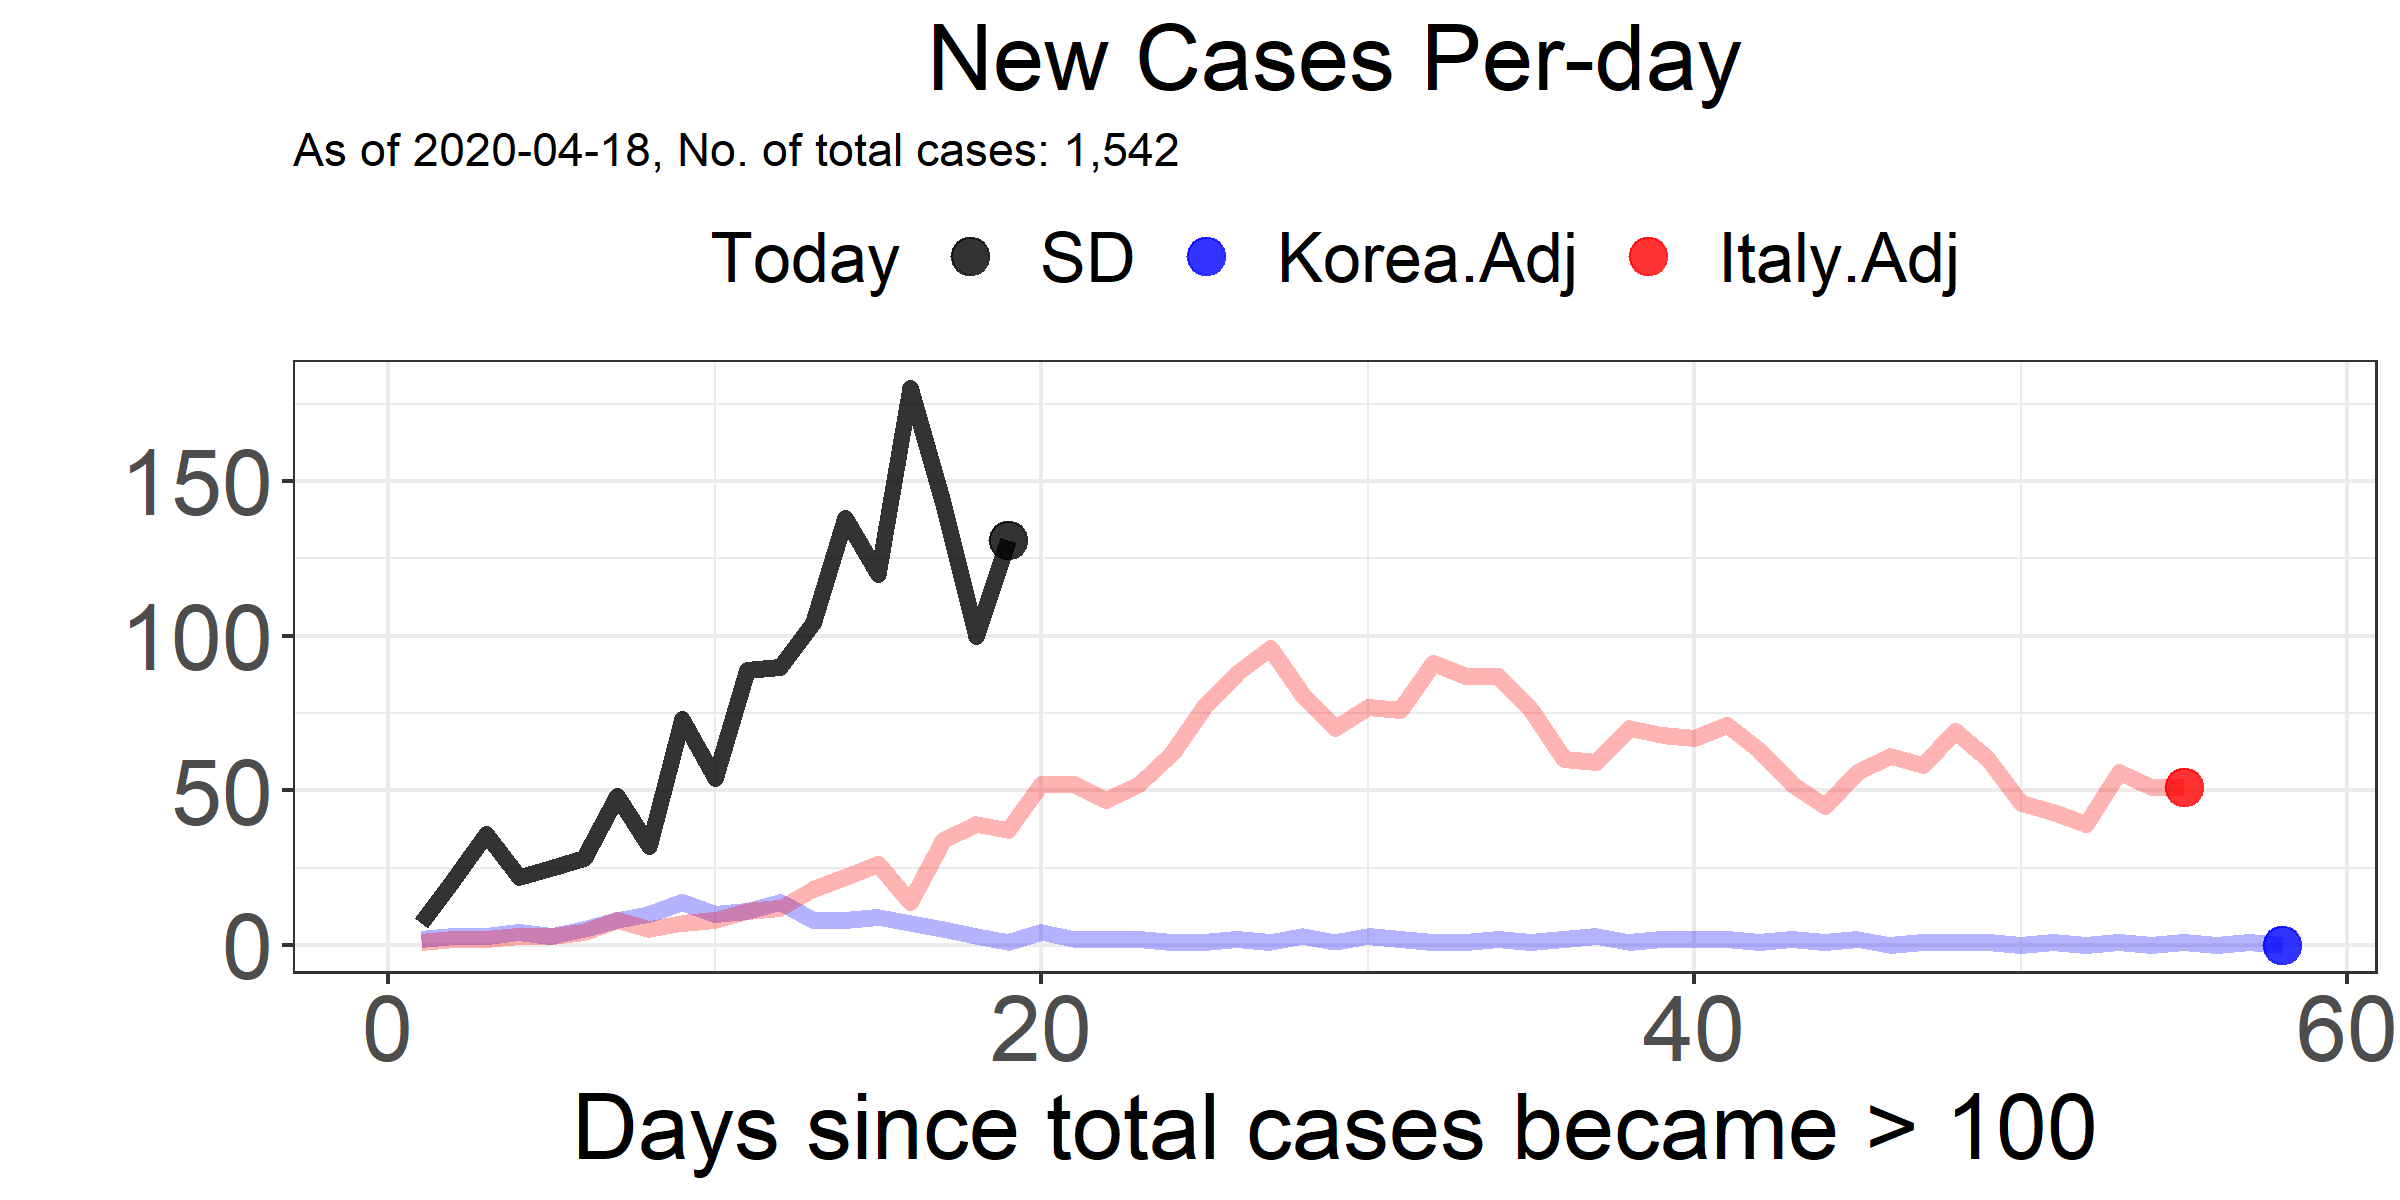 New Cases Per-day
As of 2020-04-18, No. of total cases: 1,542
Today SD Korea.Adj Italy.Adj
150
100
50
0
0 20 40 60
Days since total cases became > 100